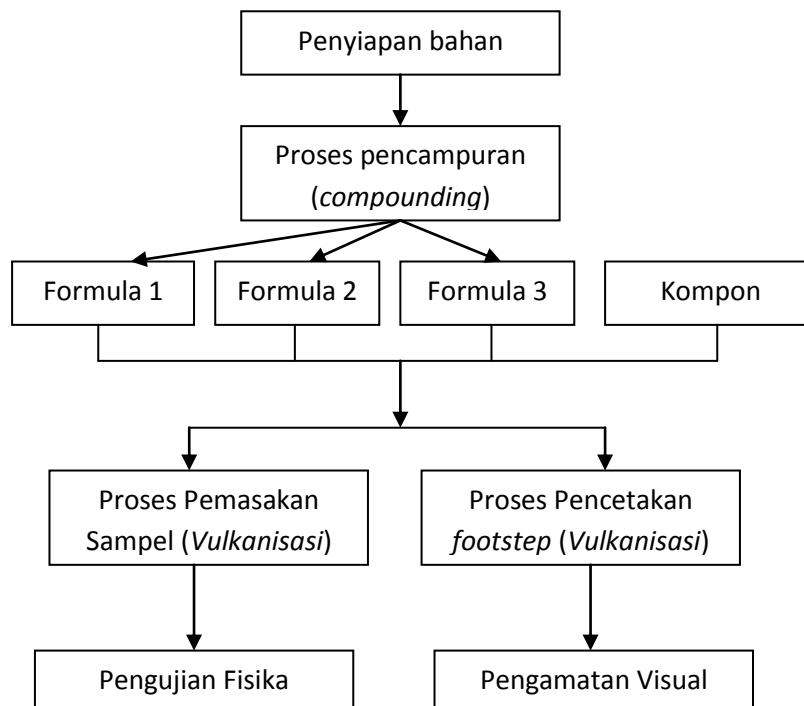 Penyiapan bahan
Proses pencampuran
(compounding)
Formula 1
Formula 2
Formula 3
Kompon
Proses Pemasakan
Sampel (Vulkanisasi)
Proses Pencetakan
footstep (Vulkanisasi)
Pengujian Fisika
Pengamatan Visual